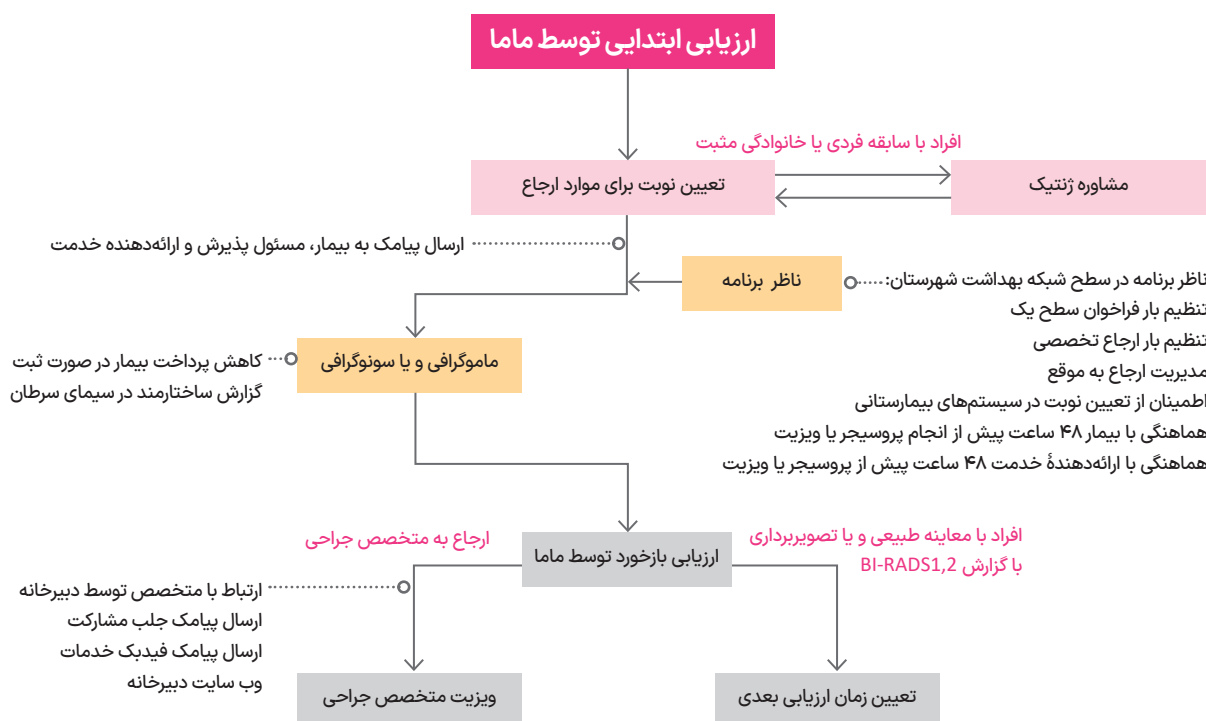 ارزیابی ابتدایی توسط ماما
افراد با سابقه فردی یا خانوادگی مثبت
مشاوره ژنتیک
تعیین نوبت برای موارد ارجاع
ارسال پیامک به بیمار، مسئول پذیرش و ارائه‌دهنده خدمت
ناظر برنامه در سطح شبکه بهداشت شهرستان:
تنظیم بار فراخوان سطح یک
تنظیم بار ارجاع تخصصی
مدیریت ارجاع به موقع
اطمینان از تعیین نوبت در سیستم‌های بیمارستانی
هماهنگی با بیمار ۴۸ ساعت پیش از انجام پروسیجر یا ویزیت
هماهنگی با ارائه‌دهندهٔ خدمت ۴۸ ساعت پیش از پروسیجر یا ویزیت
ناظر برنامه
ماموگرافی و یا سونوگرافی
کاهش پرداخت بیمار در صورت ثبت
گزارش ساختارمند در سیمای سرطان
افراد با معاینه طبیعی و یا تصویربرداری
با گزارش BI-RADS1,2
ارزیابی بازخورد توسط ماما
ارجاع به متخصص جراحی
ارتباط با متخصص توسط دبیرخانه
ارسال پیامک جلب مشارکت
ارسال پیامک فیدبک خدمات
وب سایت دبیرخانه
تعیین زمان ارزیابی بعدی
ویزیت متخصص جراحی